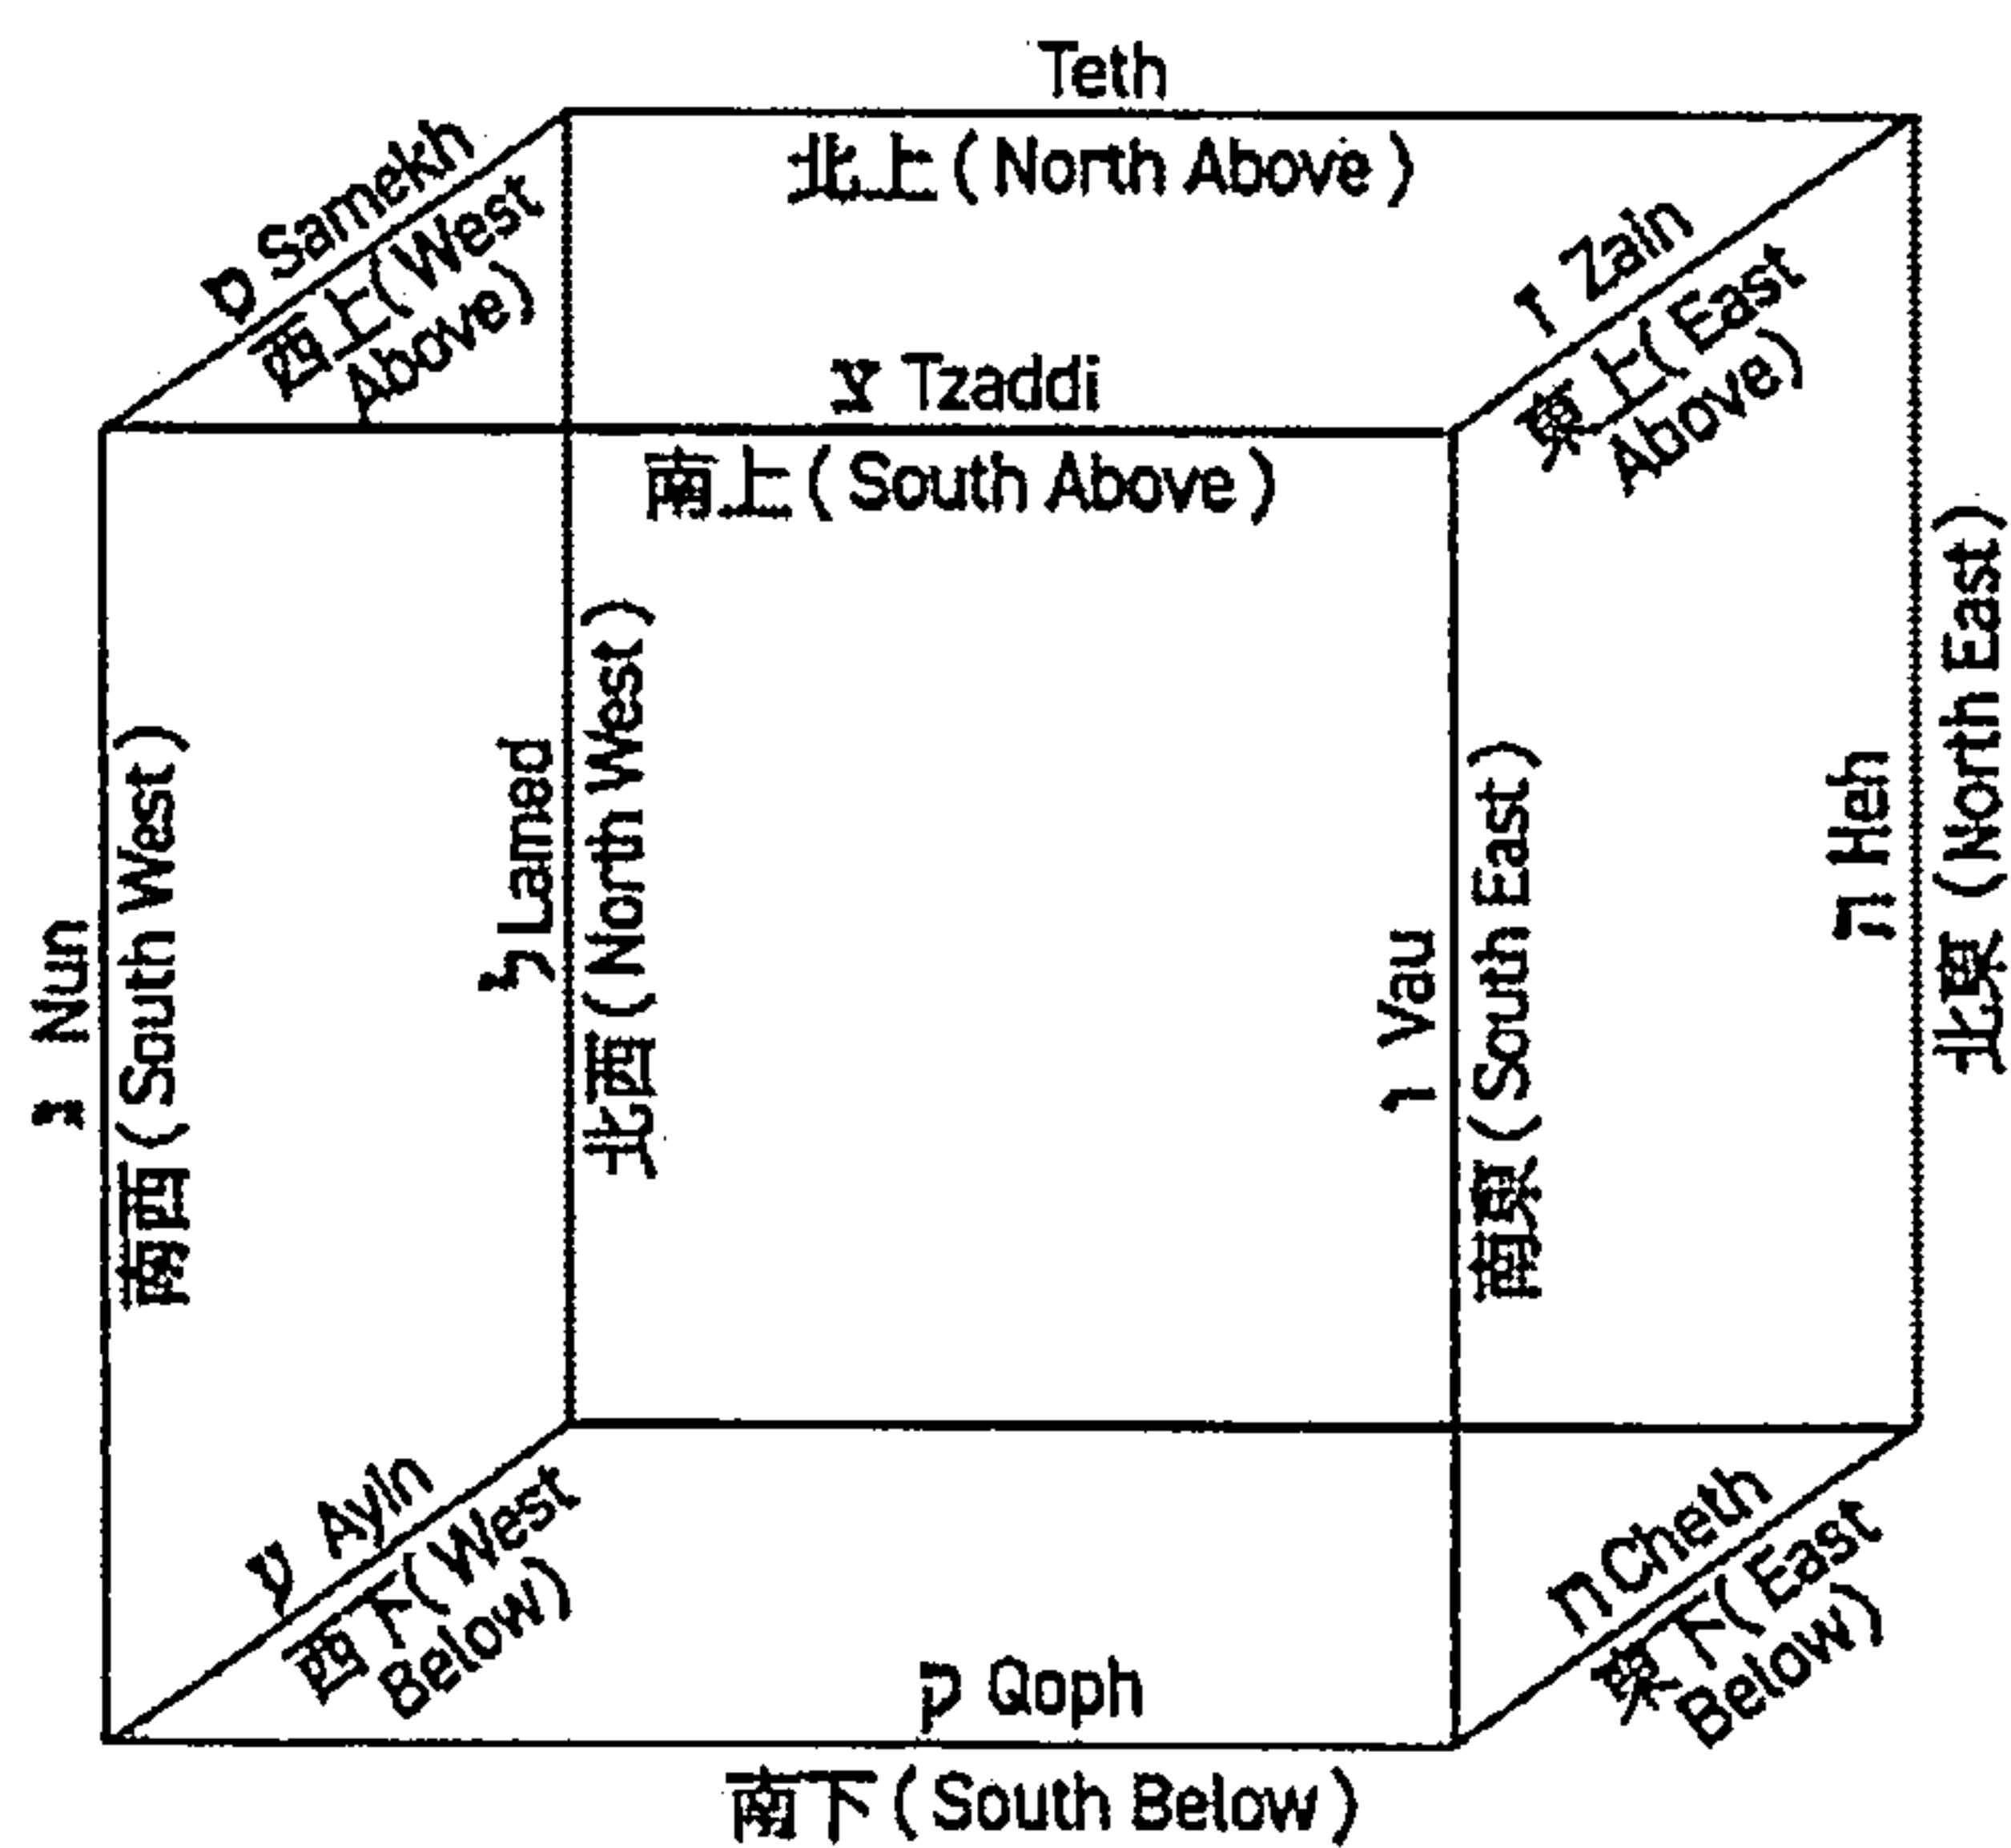 Teth
北上(North Above)
ס Samekh
西上(West
Above)
ז Zain
東上(East
Above)
צ Tzaddi
南上(South Above)
נ Nun
南西(South West)
ל Lamed
北西(North West)
ו Vau
南東(South East)
ה Heh
北東(North East)
ע Ayin
西下(West
Below)
ח Cheth
東下(East
Below)
ק Qoph
南下(South Below)